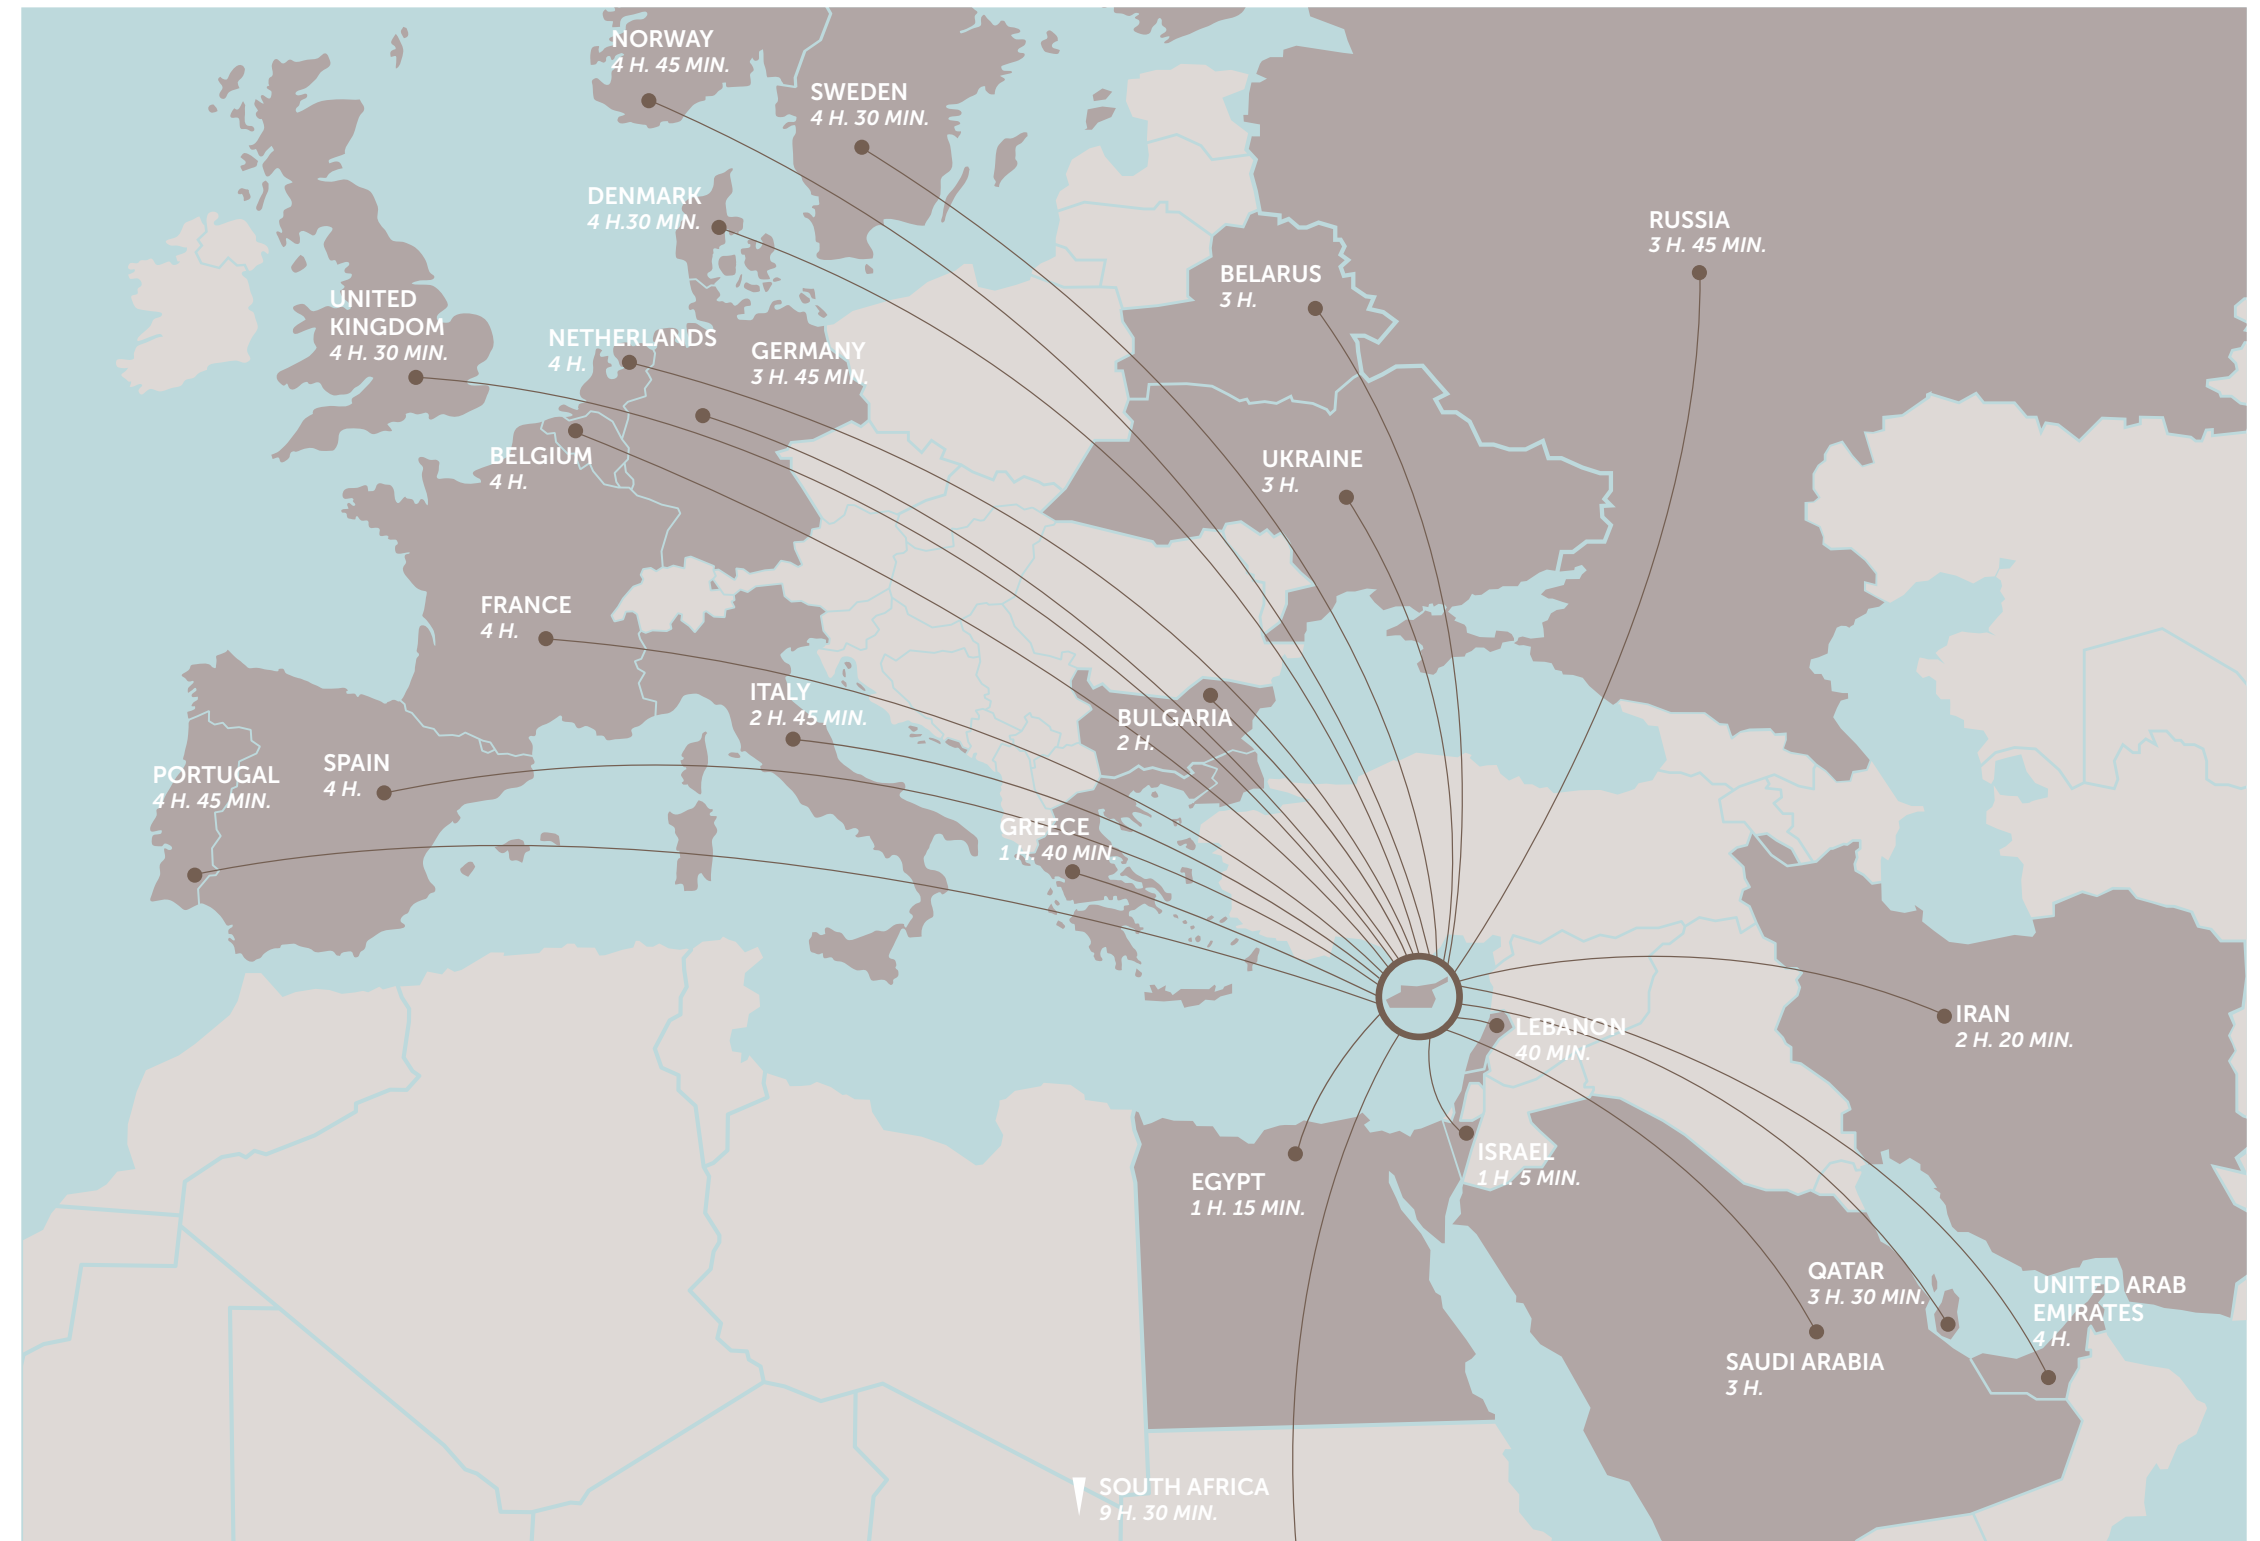 NORWAY
4 H. 45 MIN.
SWEDEN
4 H. 30 MIN.
DENMARK
4 H.30 MIN.
RUSSIA
3 H. 45 MIN.
BELARUS
3 H.
UNITED
KINGDOM
4 H. 30 MIN.
NETHERLANDS
4 H.
GERMANY
3 H. 45 MIN.
BELGIUM
4 H.
UKRAINE
3 H.
FRANCE
4 H.
ITALY
2 H. 45 MIN.
BULGARIA
2 H.
SPAIN
4 H.
PORTUGAL
4 H. 45 MIN.
GREECE
1 H. 40 MIN.
IRAN
2 H. 20 MIN.
LEBANON
40 MIN.
ISRAEL
1 H. 5 MIN.
EGYPT
1 H. 15 MIN.
QATAR
3 H. 30 MIN.
UNITED ARAB
EMIRATES
4 H.
SAUDI ARABIA
3 H.
SOUTH AFRICA
9 H. 30 MIN.